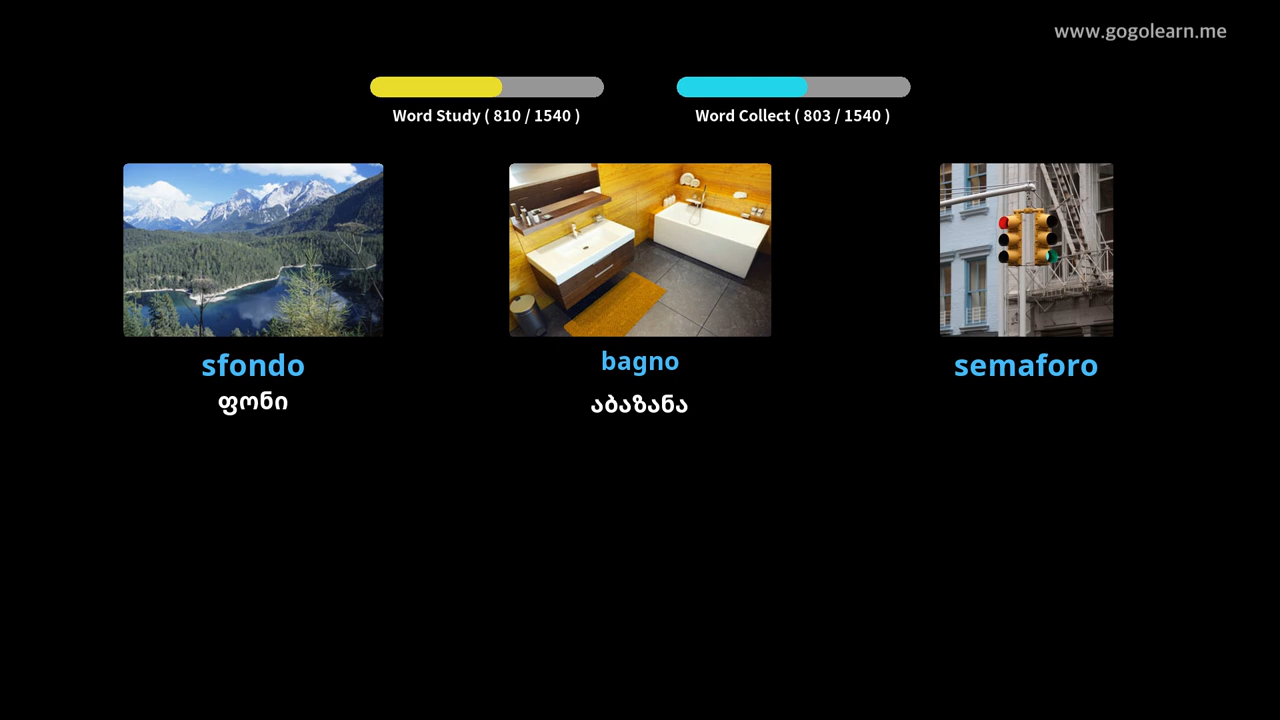 www.gogolearn.me
Word Study ( 810 / 1540 )
Word Collect ( 803 / 1540 )
sfondo
ფონი
bagno
აბაზანა
semaforo